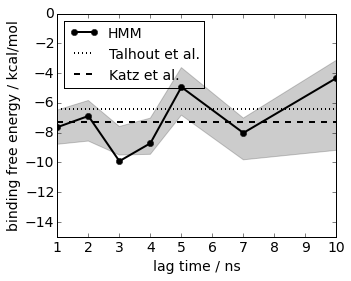 0
−2
−4
−6
−8
−10
−12
−14
binding free energy / kcal/mol
HMM
Talhout et al.
Katz et al.
1 2 3 4 5 6 7 8 9 10
lag time / ns